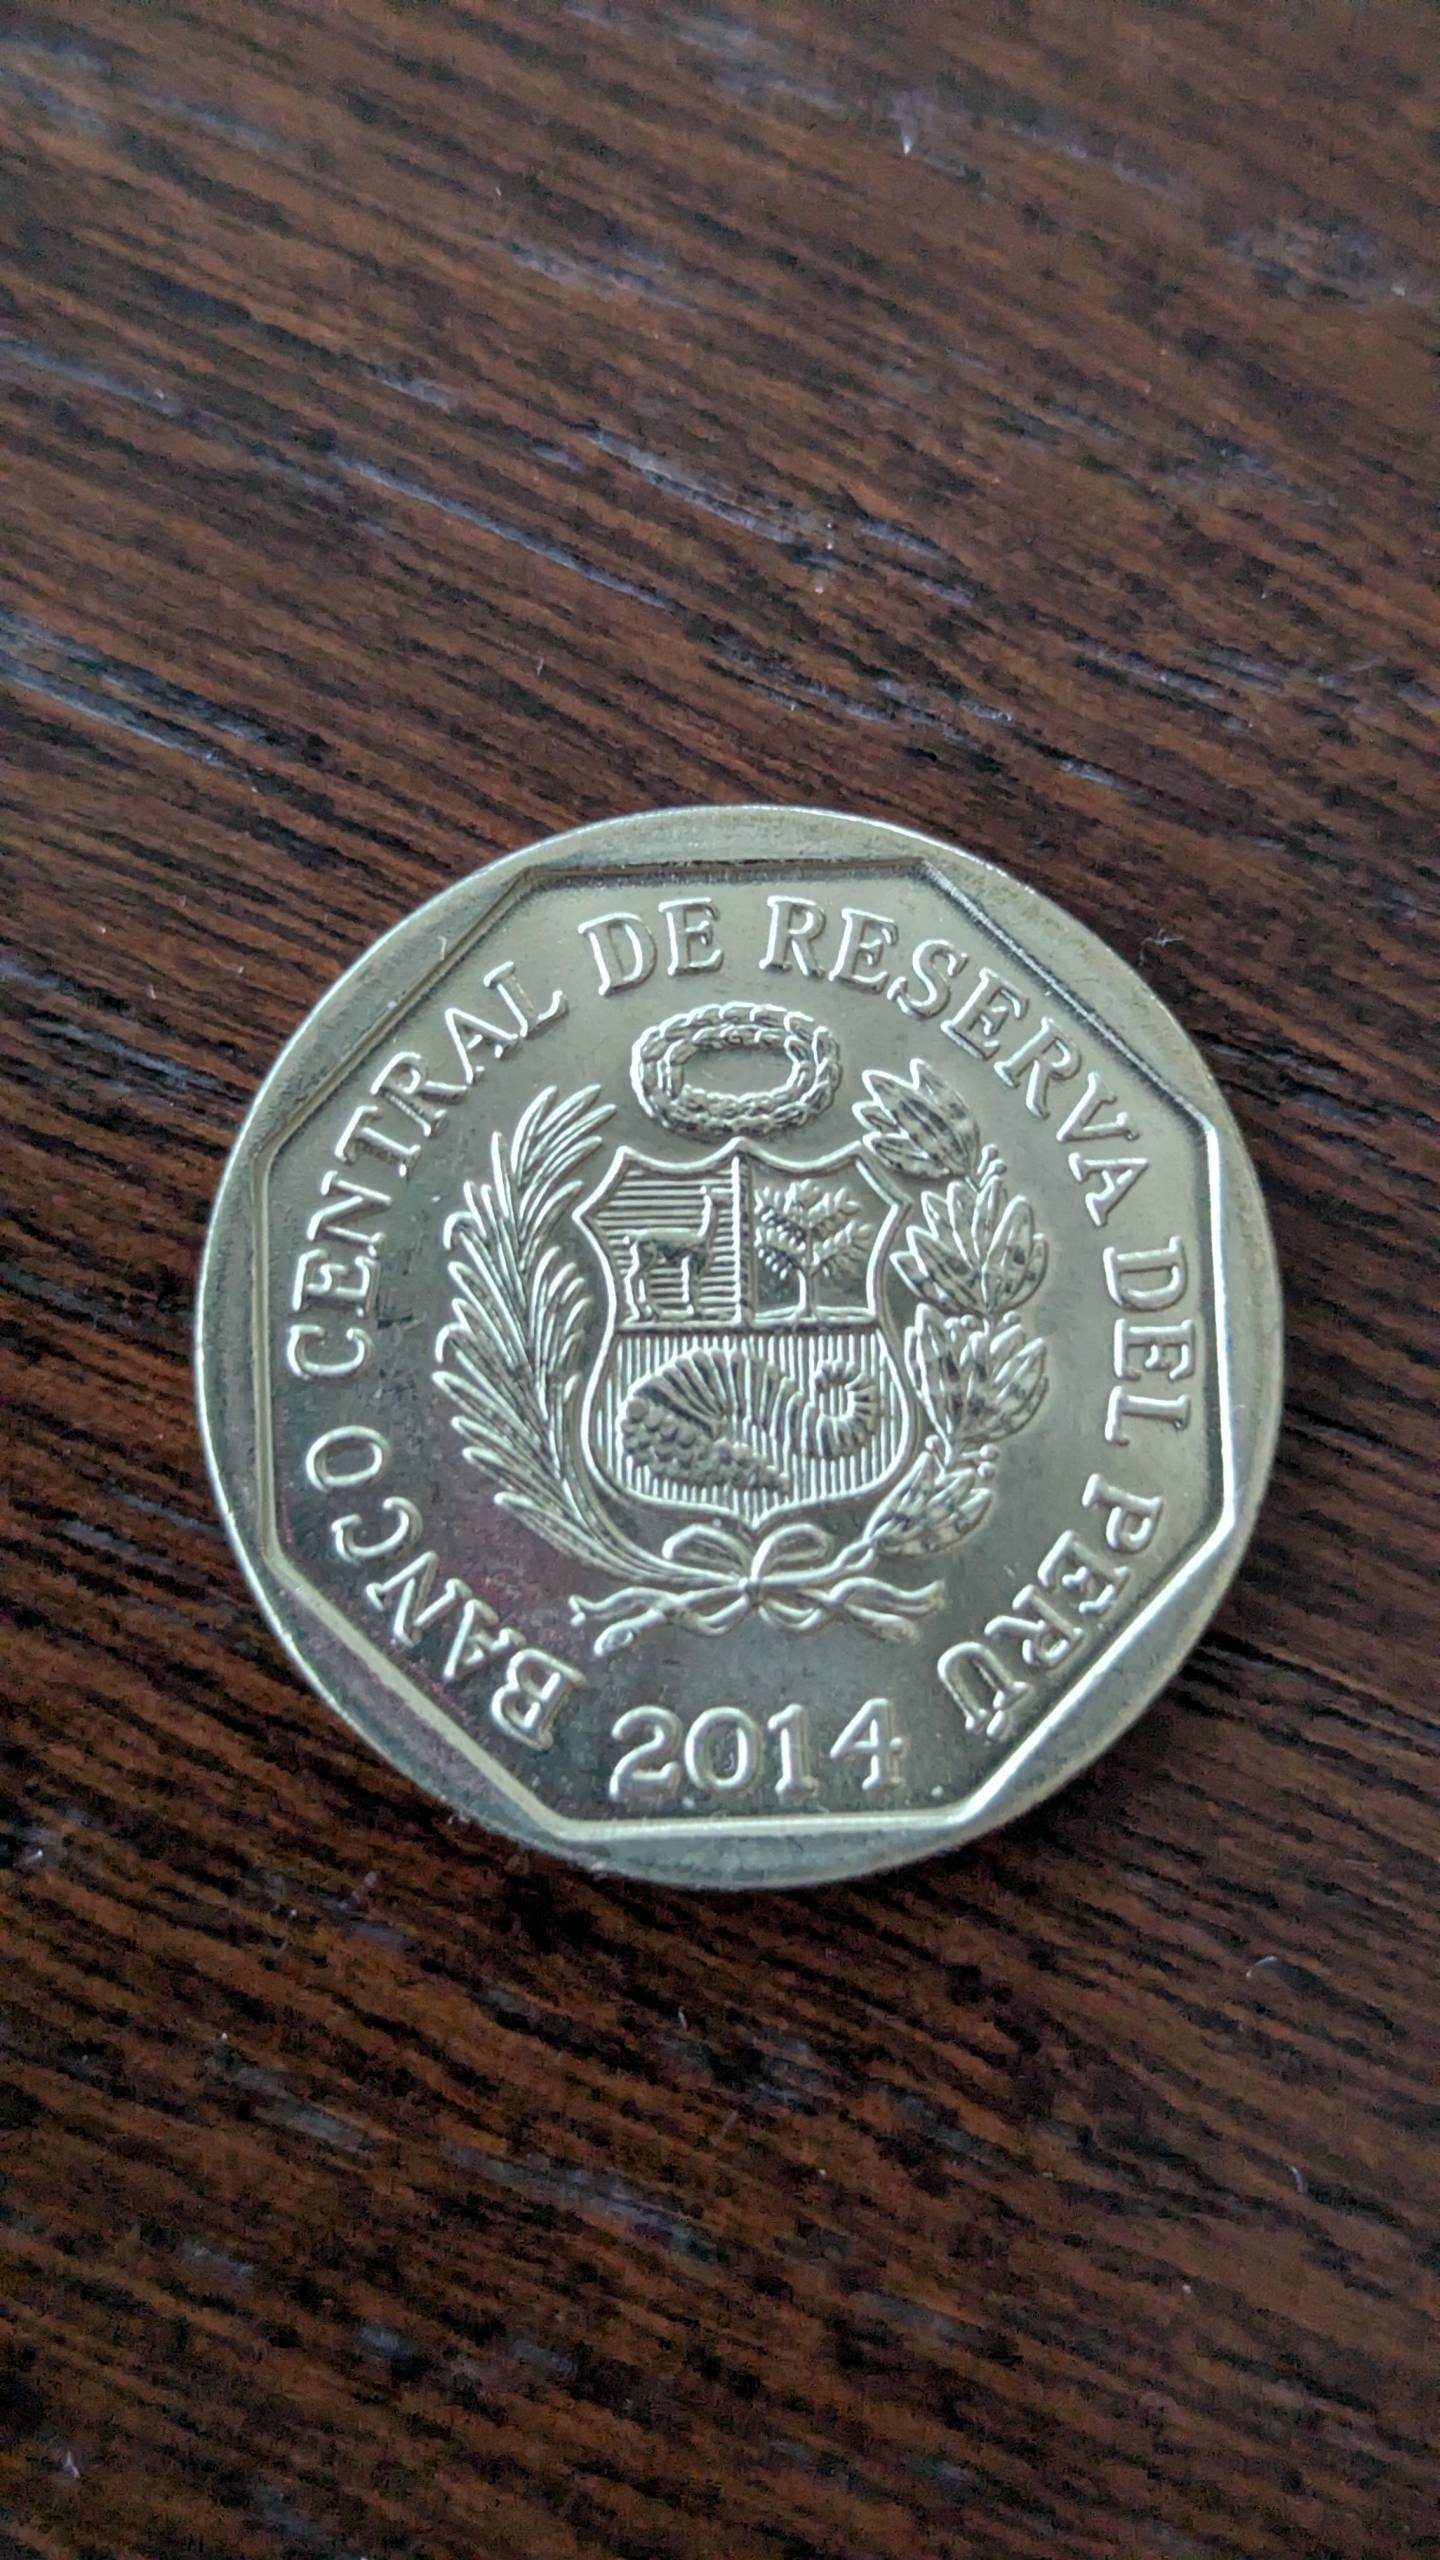 BANCO CENTRAL DE RESERVA DEL PERÚ
2014